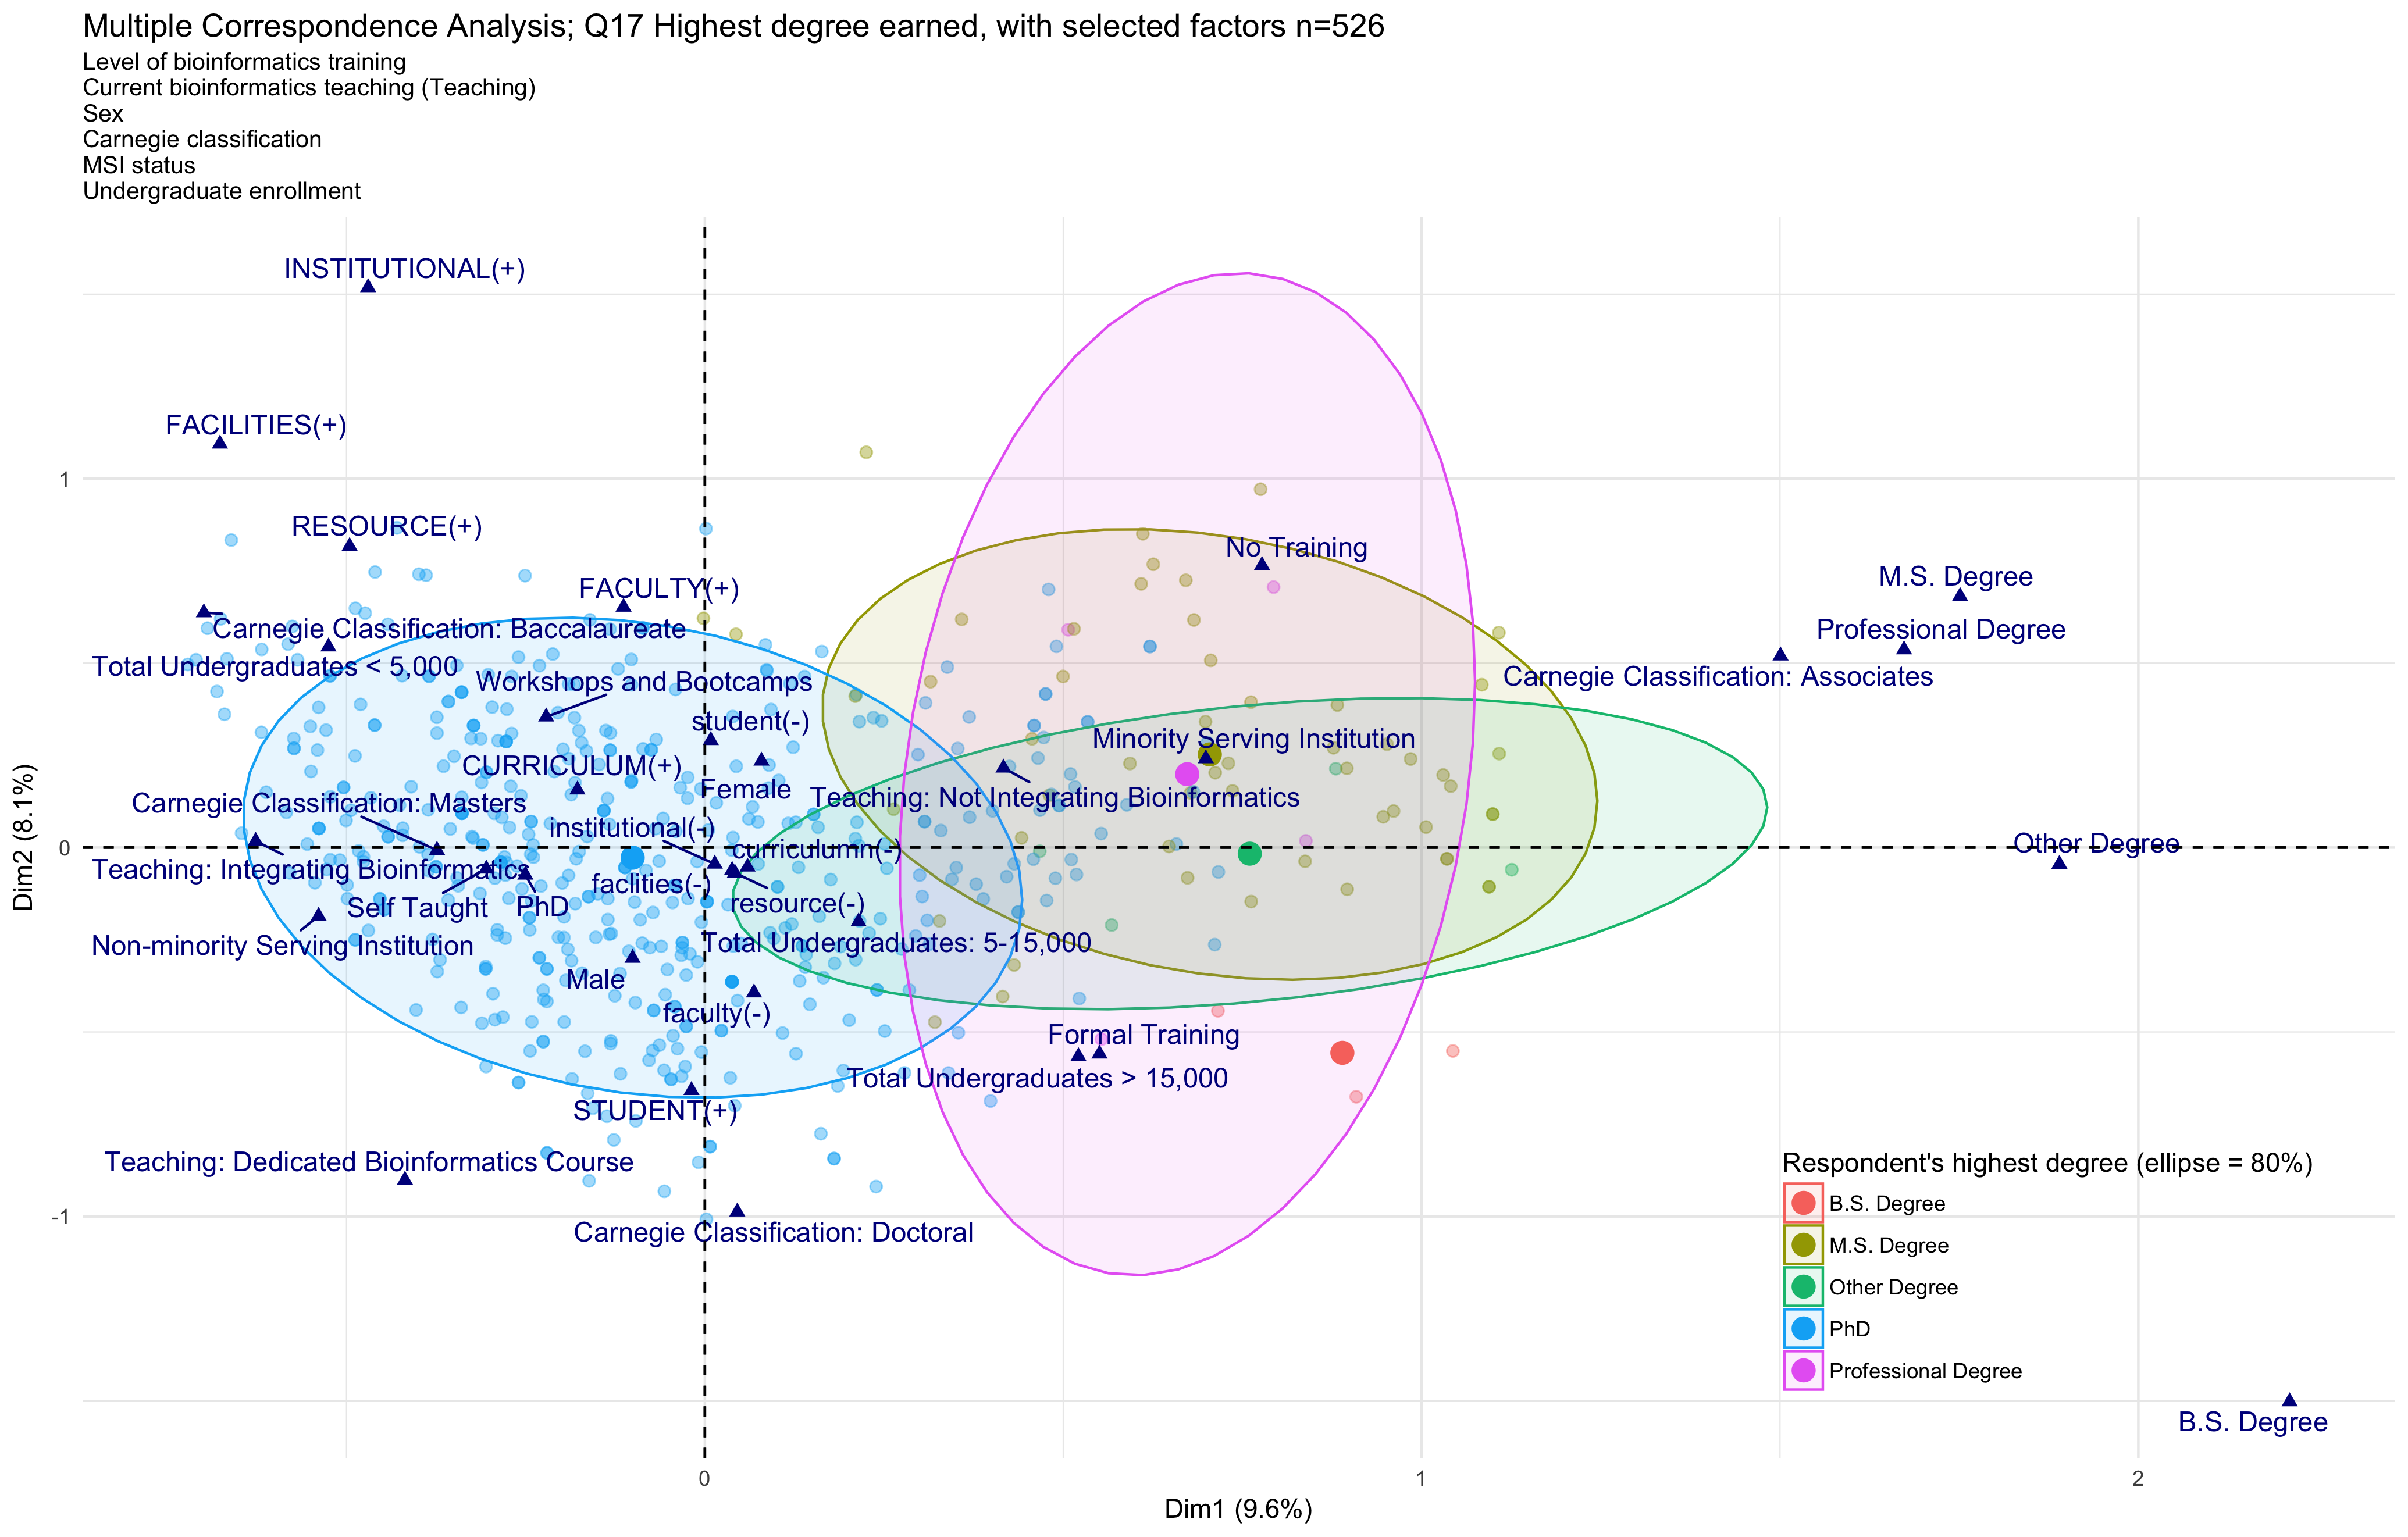 Multiple Correspondence Analysis; Q17 Highest degree earned, with selected factors n=526
Level of bioinformatics training
Current bioinformatics teaching (Teaching)
Sex
Carnegie classification
MSI status
Undergraduate enrollment
INSTITUTIONAL(+)
FACILITIES(+)
1
RESOURCE(+)
No Training
M.S. Degree
FACULTY(+)
Carnegie Classification: Baccalaureate
Professional Degree
Total Undergraduates < 5,000
Carnegie Classification: Associates
Workshops and Bootcamps
student(-)
Minority Serving Institution
CURRICULUM(+)
Female
Teaching: Not Integrating Bioinformatics
Carnegie Classification: Masters
institutional(-)
0
curriculumn(-)
Other Degree
Teaching: Integrating Bioinformatics
faclities(-)
Self Taught
PhD
resource(-)
Non-minority Serving Institution
Total Undergraduates: 5-15,000
Male
faculty(-)
Formal Training
Total Undergraduates > 15,000
STUDENT(+)
Teaching: Dedicated Bioinformatics Course
-1
Carnegie Classification: Doctoral
Dim2 (8.1%)
Respondent's highest degree (ellipse = 80%)
B.S. Degree
M.S. Degree
Other Degree
PhD
Professional Degree
B.S. Degree
0
1
2
Dim1 (9.6%)